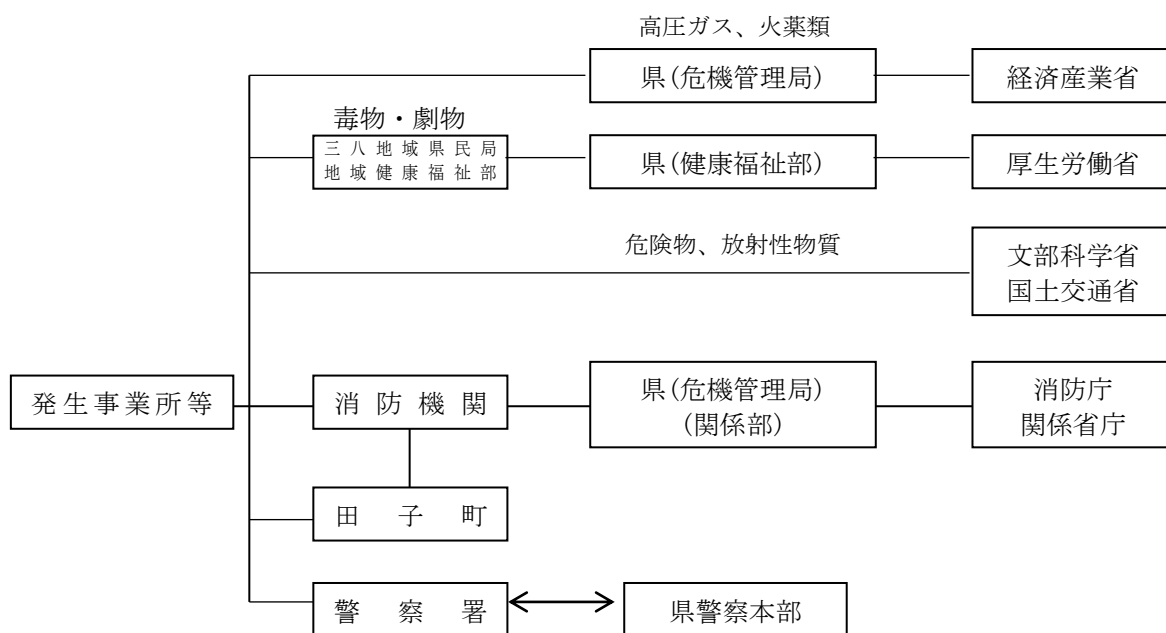 高圧ガス、火薬類
県(危機管理局)
経済産業省
毒物・劇物
三八地域県民局
地域健康福祉部
県(健康福祉部)
厚生労働省
危険物、放射性物質
文部科学省
国土交通省
発生事業所等
消防機関
県(危機管理局)
(関係部)
消防庁
関係省庁
田子町
警察署
県警察本部